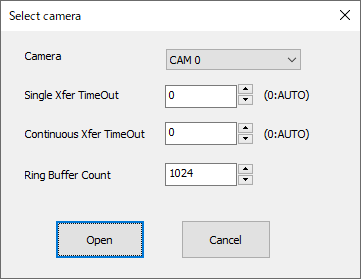 Select camera
Camera
CAM 0
Single Xfer TimeOut
0
(0:AUTO)
Continuous Xfer TimeOut
0
(0:AUTO)
Ring Buffer Count
1024
Open
Cancel